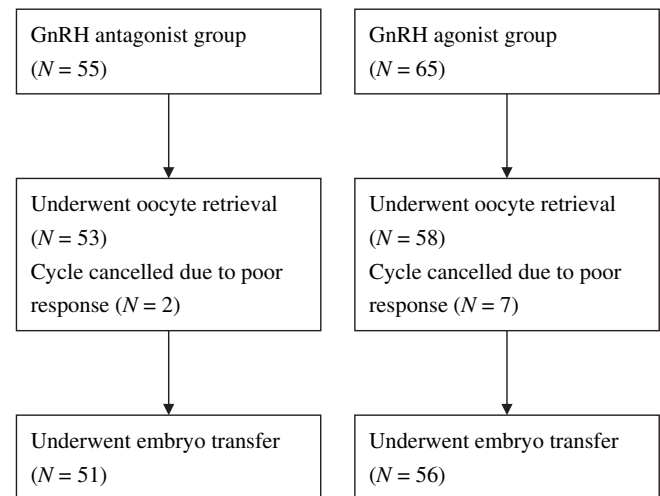 GnRH antagonist group
(N = 55)
GnRH agonist group
(N = 65)
Underwent oocyte retrieval
(N = 53)
Cycle cancelled due to poor
response (N = 2)
Underwent oocyte retrieval
(N = 58)
Cycle cancelled due to poor
response (N = 7)
Underwent embryo transfer
(N = 51)
Underwent embryo transfer
(N = 56)